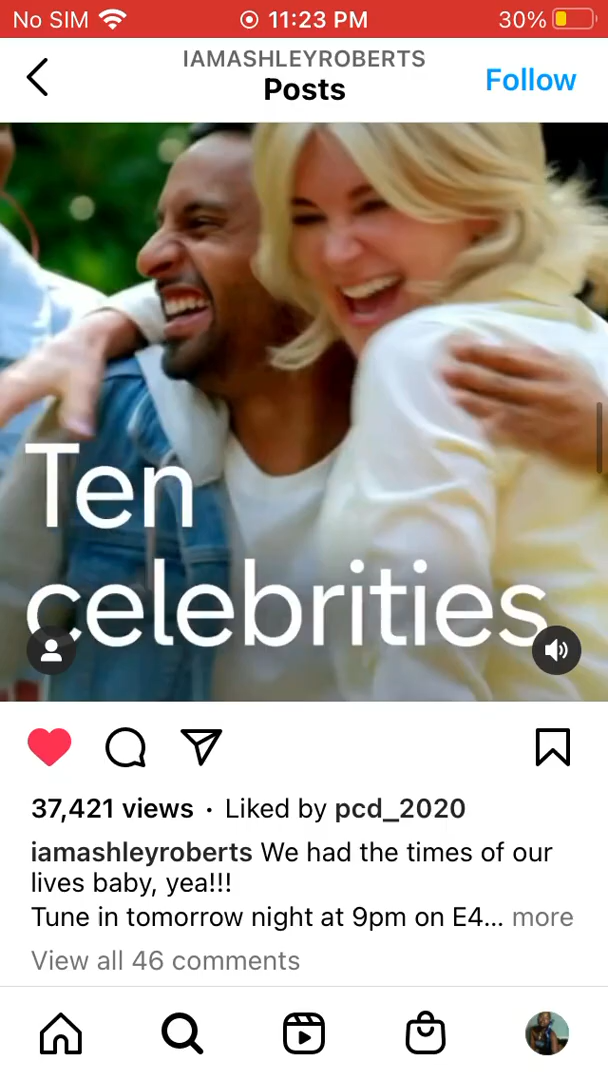 No SIM 11:23 PM 30%
IAMASHLEYROBERTS
Posts
Follow
Ten
celebrities
37,421 views · Liked by pcd_2020
iamashleyroberts We had the times of our
lives baby, yea!!!
Tune in tomorrow night at 9pm on E4... more
View all 46 comments